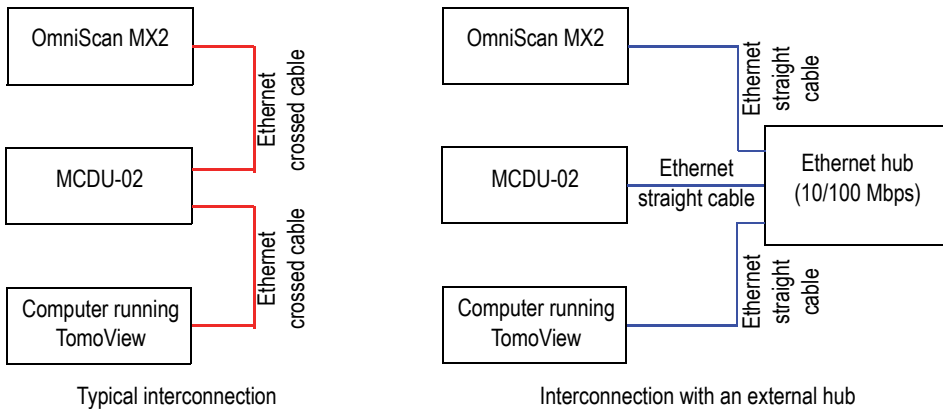 OmniScan MX2
Ethernet
crossed cable
MCDU-02
Ethernet
crossed cable
Computer running
TomoView
Typical interconnection
OmniScan MX2
Ethernet
straight
cable
MCDU-02
Ethernet
straight cable
Ethernet hub
(10/100 Mbps)
Ethernet
straight
cable
Computer running
TomoView
Interconnection with an external hub